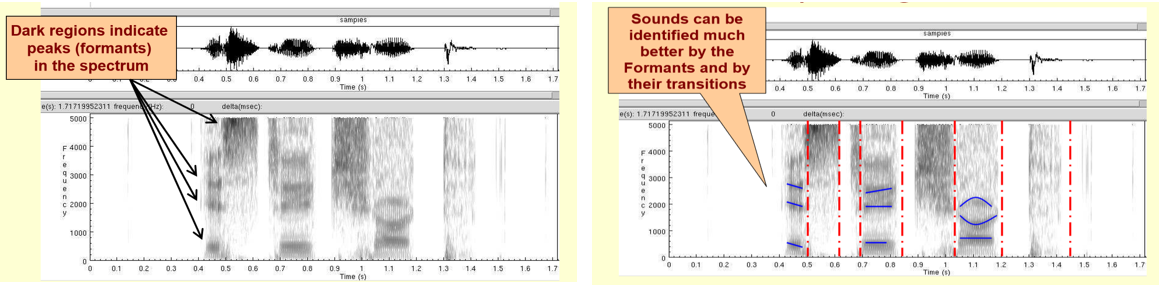 Dark regions indicate
peaks (formants)
in the spectrum
samples
0.4 0.5 0.6 0.7 0.8 0.9 1.0 1.1 1.2 1.3 1.4 1.5 1.6 1.7
Time (s)
e(s): 1.71719952311 frequency(Hz): 0 delta(msec):
5000
4000
3000
2000
1000
0
Frequency
0 0.1 0.2 0.3 0.4 0.5 0.6 0.7 0.8 0.9 1.0 1.1 1.2 1.3 1.4 1.5 1.6 1.7
Time (s)
Sounds can be
identified much
better by the
Formants and by
their transitions
samples
0.4 0.5 0.6 0.7 0.8 0.9 1.0 1.1 1.2 1.3 1.4 1.5 1.6 1.7
Time (s)
e(s): 1.71719952311 0 delta(msec):
5000
4000
3000
2000
1000
0
Frequency
0 0.1 0.2 0.3 0.4 0.5 0.6 0.7 0.8 0.9 1.0 1.1 1.2 1.3 1.4 1.5 1.6 1.7
Time (s)